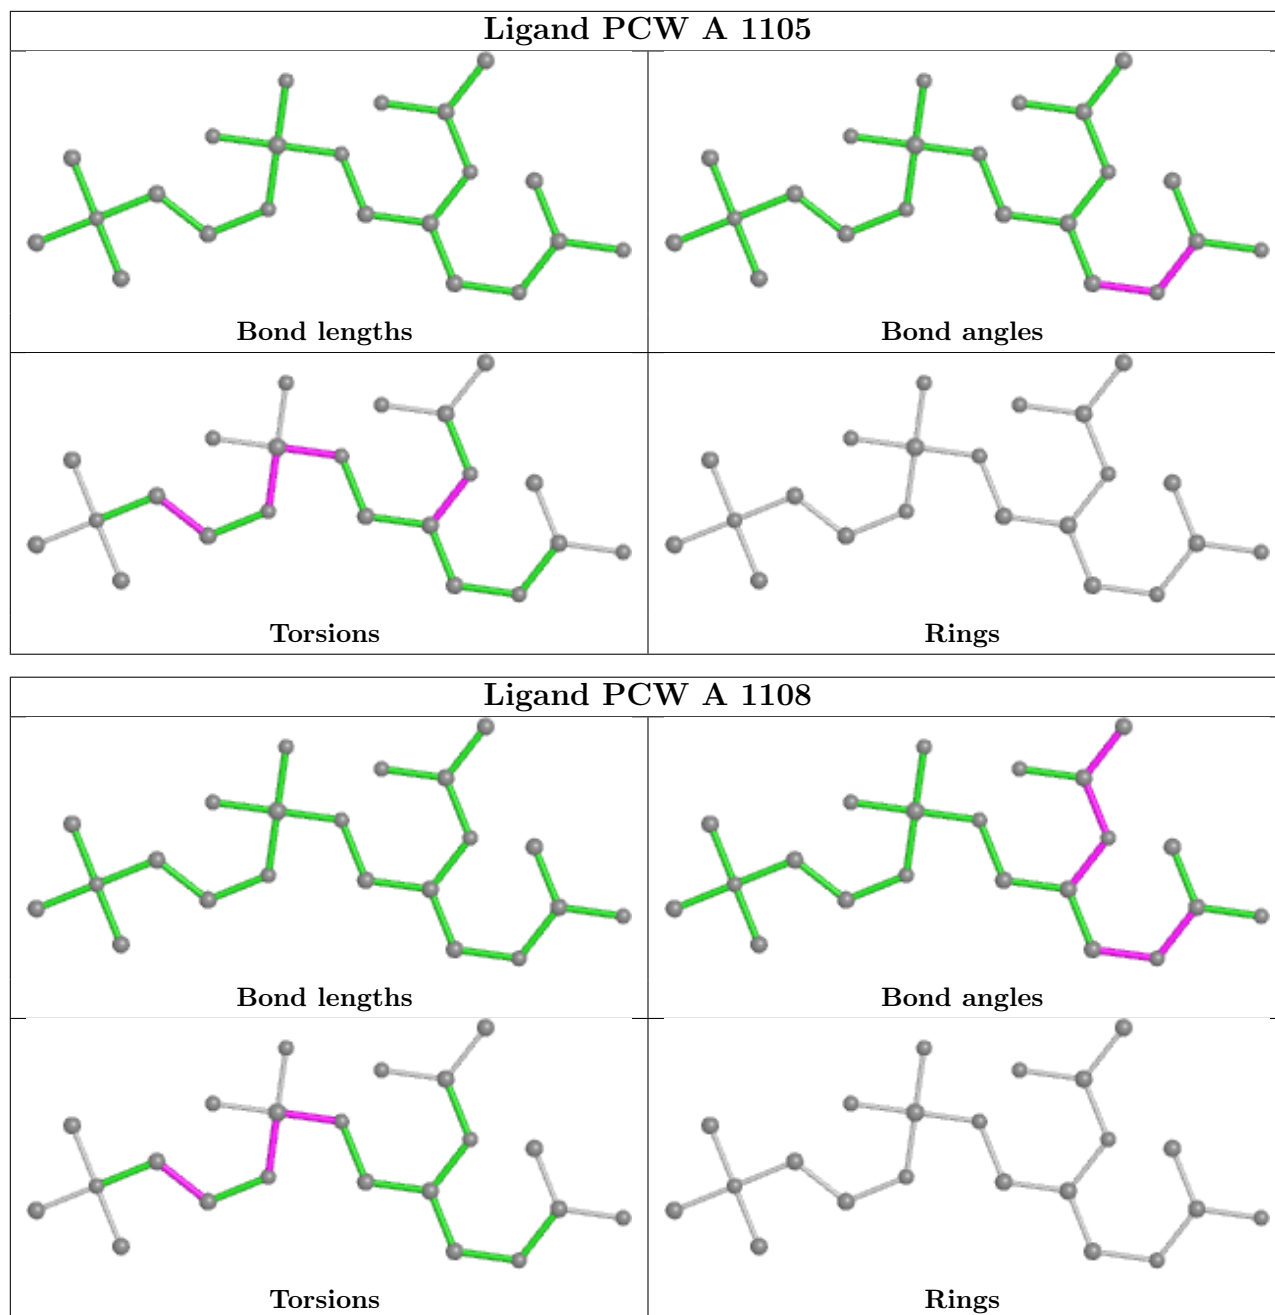 Ligand PCW A 1105
Bond lengths
Bond angles
Torsions
Rings
Ligand PCW A 1108
Bond lengths
Bond angles
Torsions
Rings